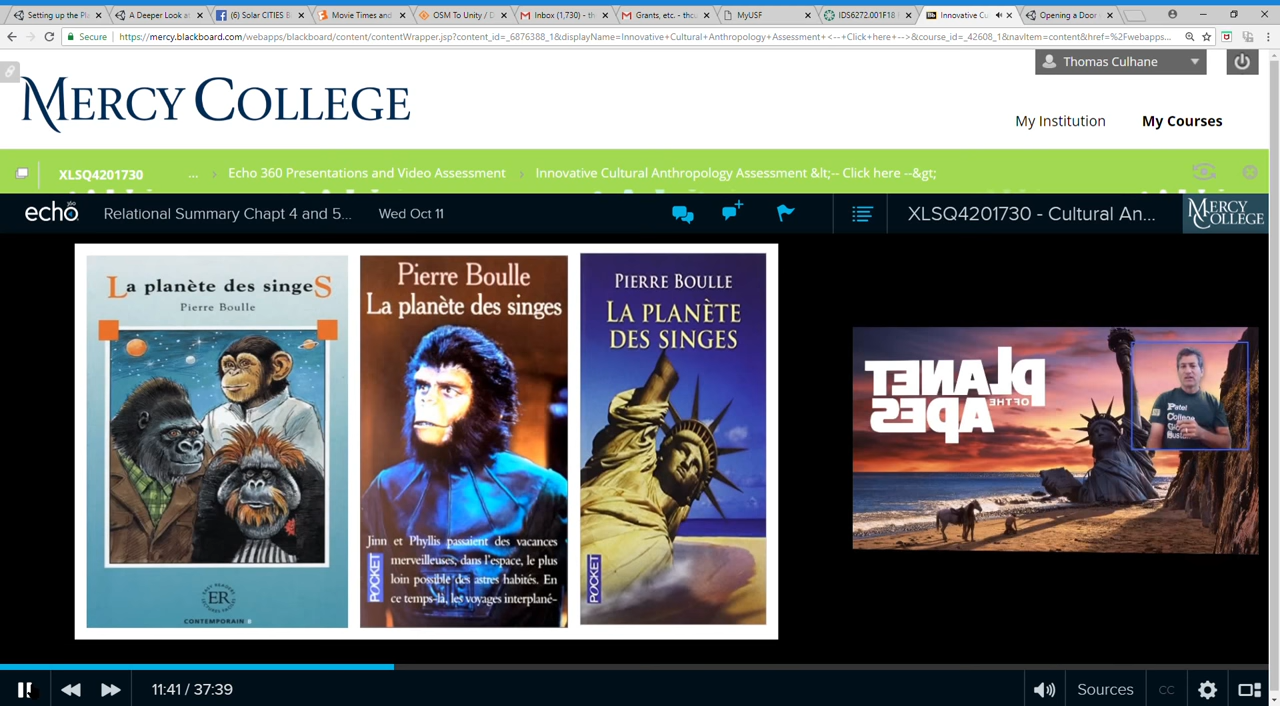 Setting up the Pla
A Deeper Look at
(6) Solar CITIES B
Movie Times and
OSM To Unity / D
Inbox (1,730) - th
Grants, etc. - thcu
MyUSF
IDS6272.001F18
Innovative Cu
Opening a Door
Secure
https://mercy.blackboard.com/webapps/blackboard/content/contentWrapper.jsp?content_id=_6876388_1&displayName=Innovative+Cultural+Anthropology+Assessment+<--+Click+here+-->&course_id=_42608_1&navItem=content&href=%2Fwebapps...
Thomas Culhane
MERCY COLLEGE
My Institution
My Courses
XLSQ4201730 ... › Echo 360 Presentations and Video Assessment › Innovative Cultural Anthropology Assessment &lt;-- Click here --&gt;
echo
Relational Summary Chapt 4 and 5...
Wed Oct 11
XLSQ4201730 - Cultural An...
MERCY COLLEGE
La planète des singeS
Pierre Boulle
ER
CONTEMPORAIN
Pierre Boulle
La planète des singes
Jinn et Phyllis passaient des vacances
merveilleuses, dans l'espace, le plus
loin possible des astres habités. En
ce temps-là, les voyages interplané-
POCKET
PIERRE BOULLE
LA PLANÈTE
DES SINGES
POCKET
PLANET
OF THE
APES
Patel
College
11:41 / 37:39
Sources
CC